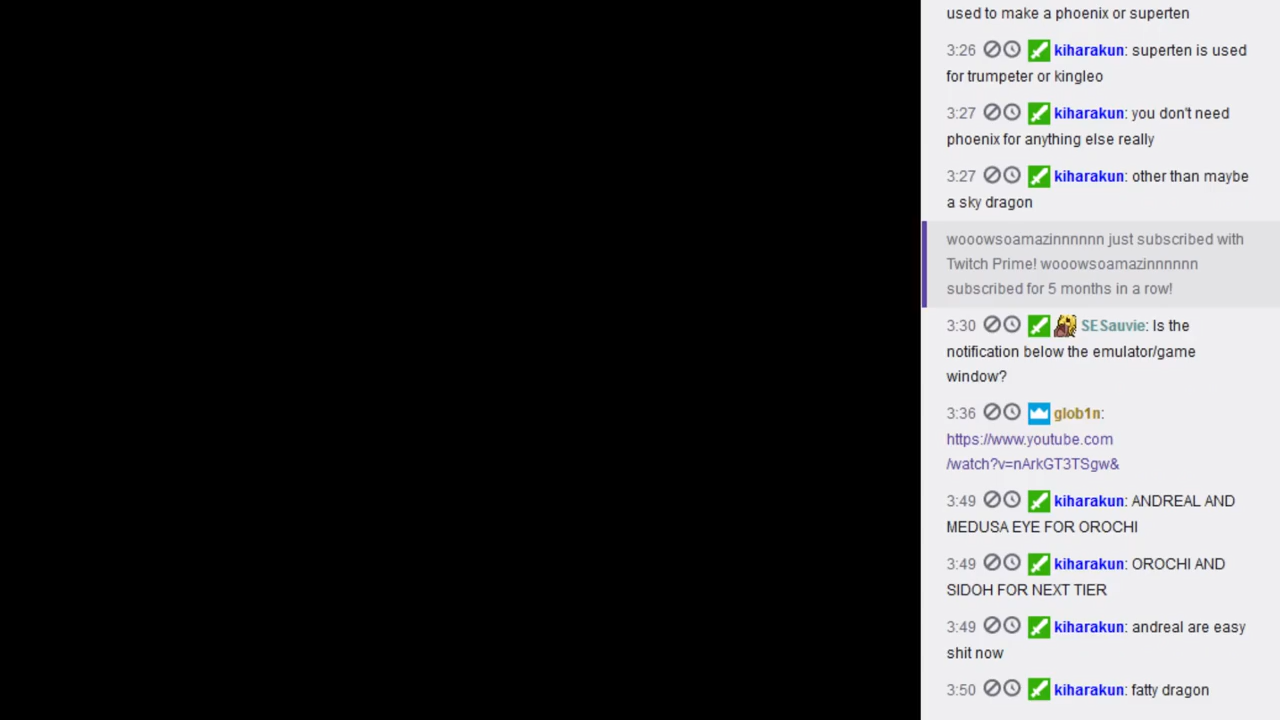 used to make a phoenix or superten
3:26 kiharakun: superten is used
for trumpeter or kingleo
3:27 kiharakun: you don't need
phoenix for anything else really
3:27 kiharakun: other than maybe
a sky dragon
wooowsoamazinnnnnn just subscribed with
Twitch Prime! wooowsoamazinnnnnn
subscribed for 5 months in a row!
3:30 SESauvie: Is the
notification below the emulator/game
window?
3:36 glob1n:
https://www.youtube.com
/watch?v=nArkGT3TSgw&
3:49 kiharakun: ANDREAL AND
MEDUSA EYE FOR OROCHI
3:49 kiharakun: OROCHI AND
SIDOH FOR NEXT TIER
3:49 kiharakun: andreal are easy
shit now
3:50 kiharakun: fatty dragon